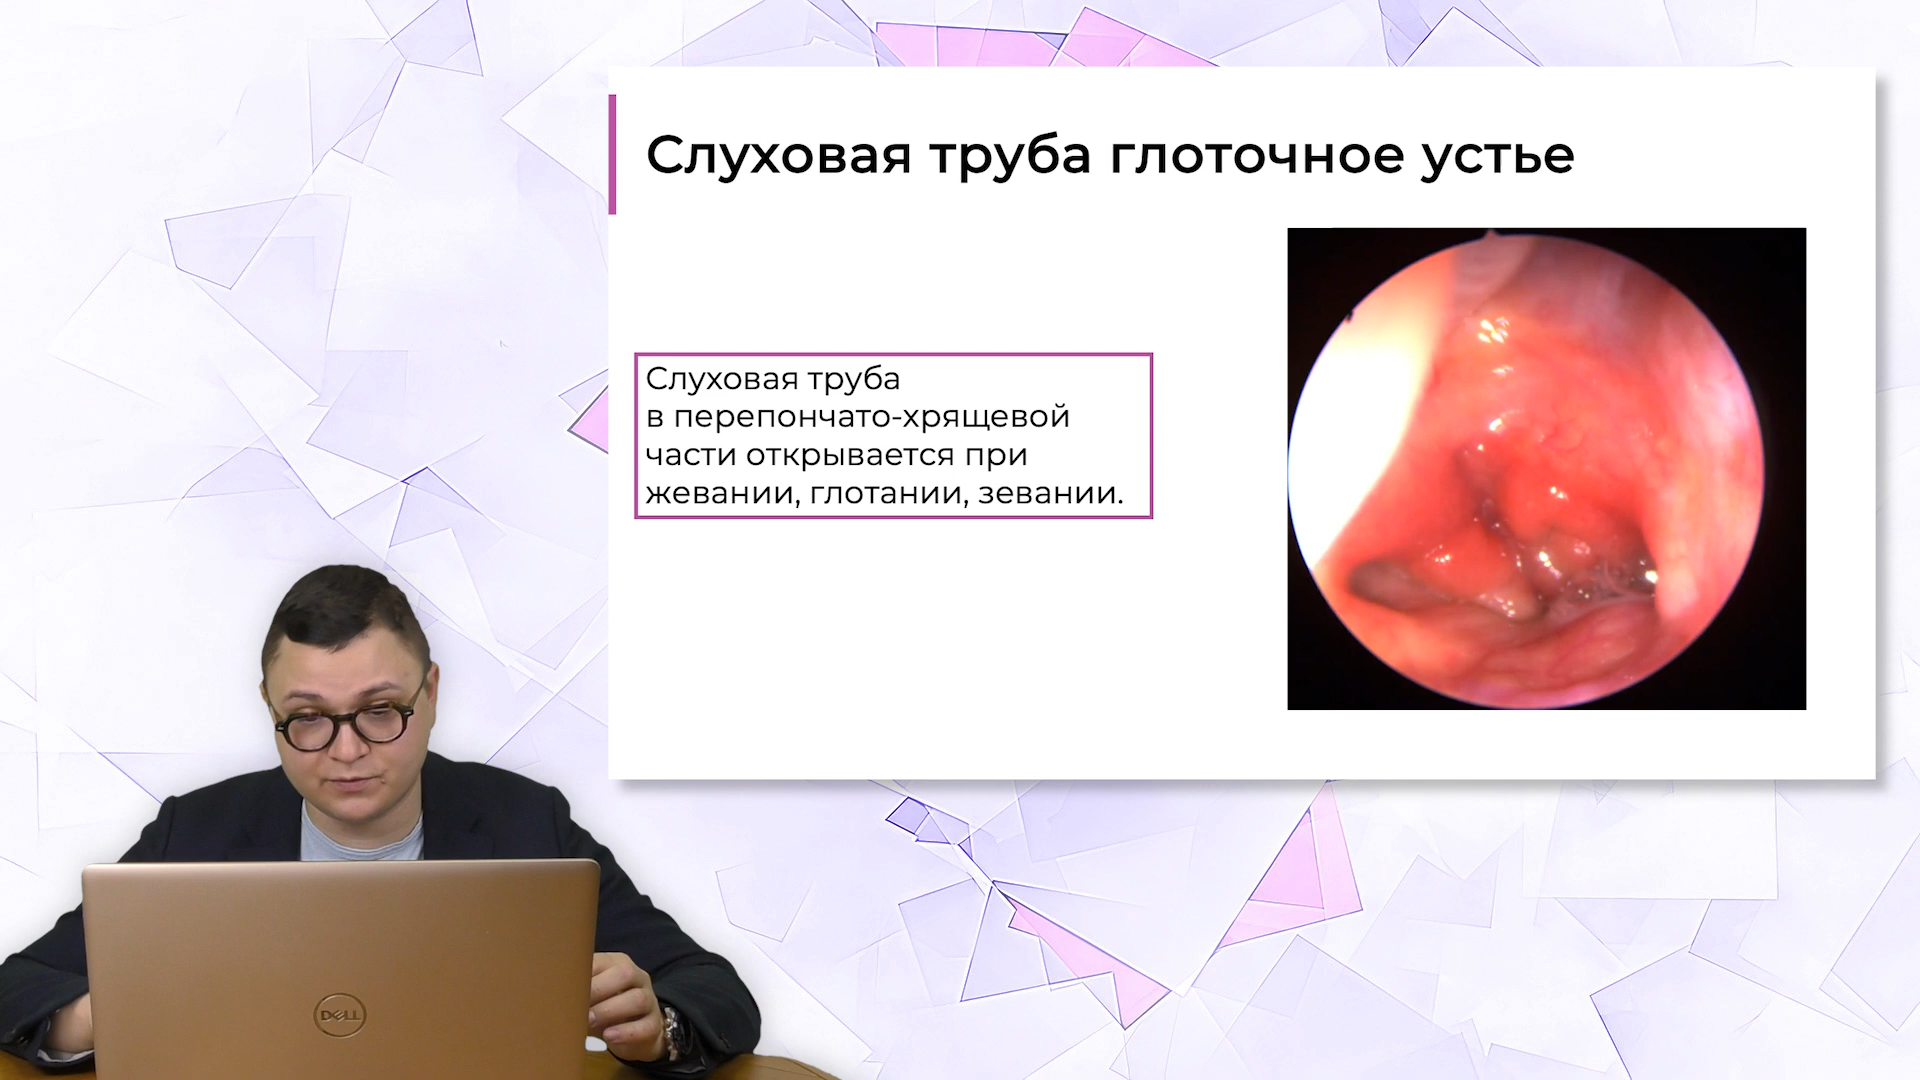 Слуховая труба глоточное устье
Слуховая труба
в перепончато-хрящевой
части открывается при
жевании, глотании, зевании.
DELL